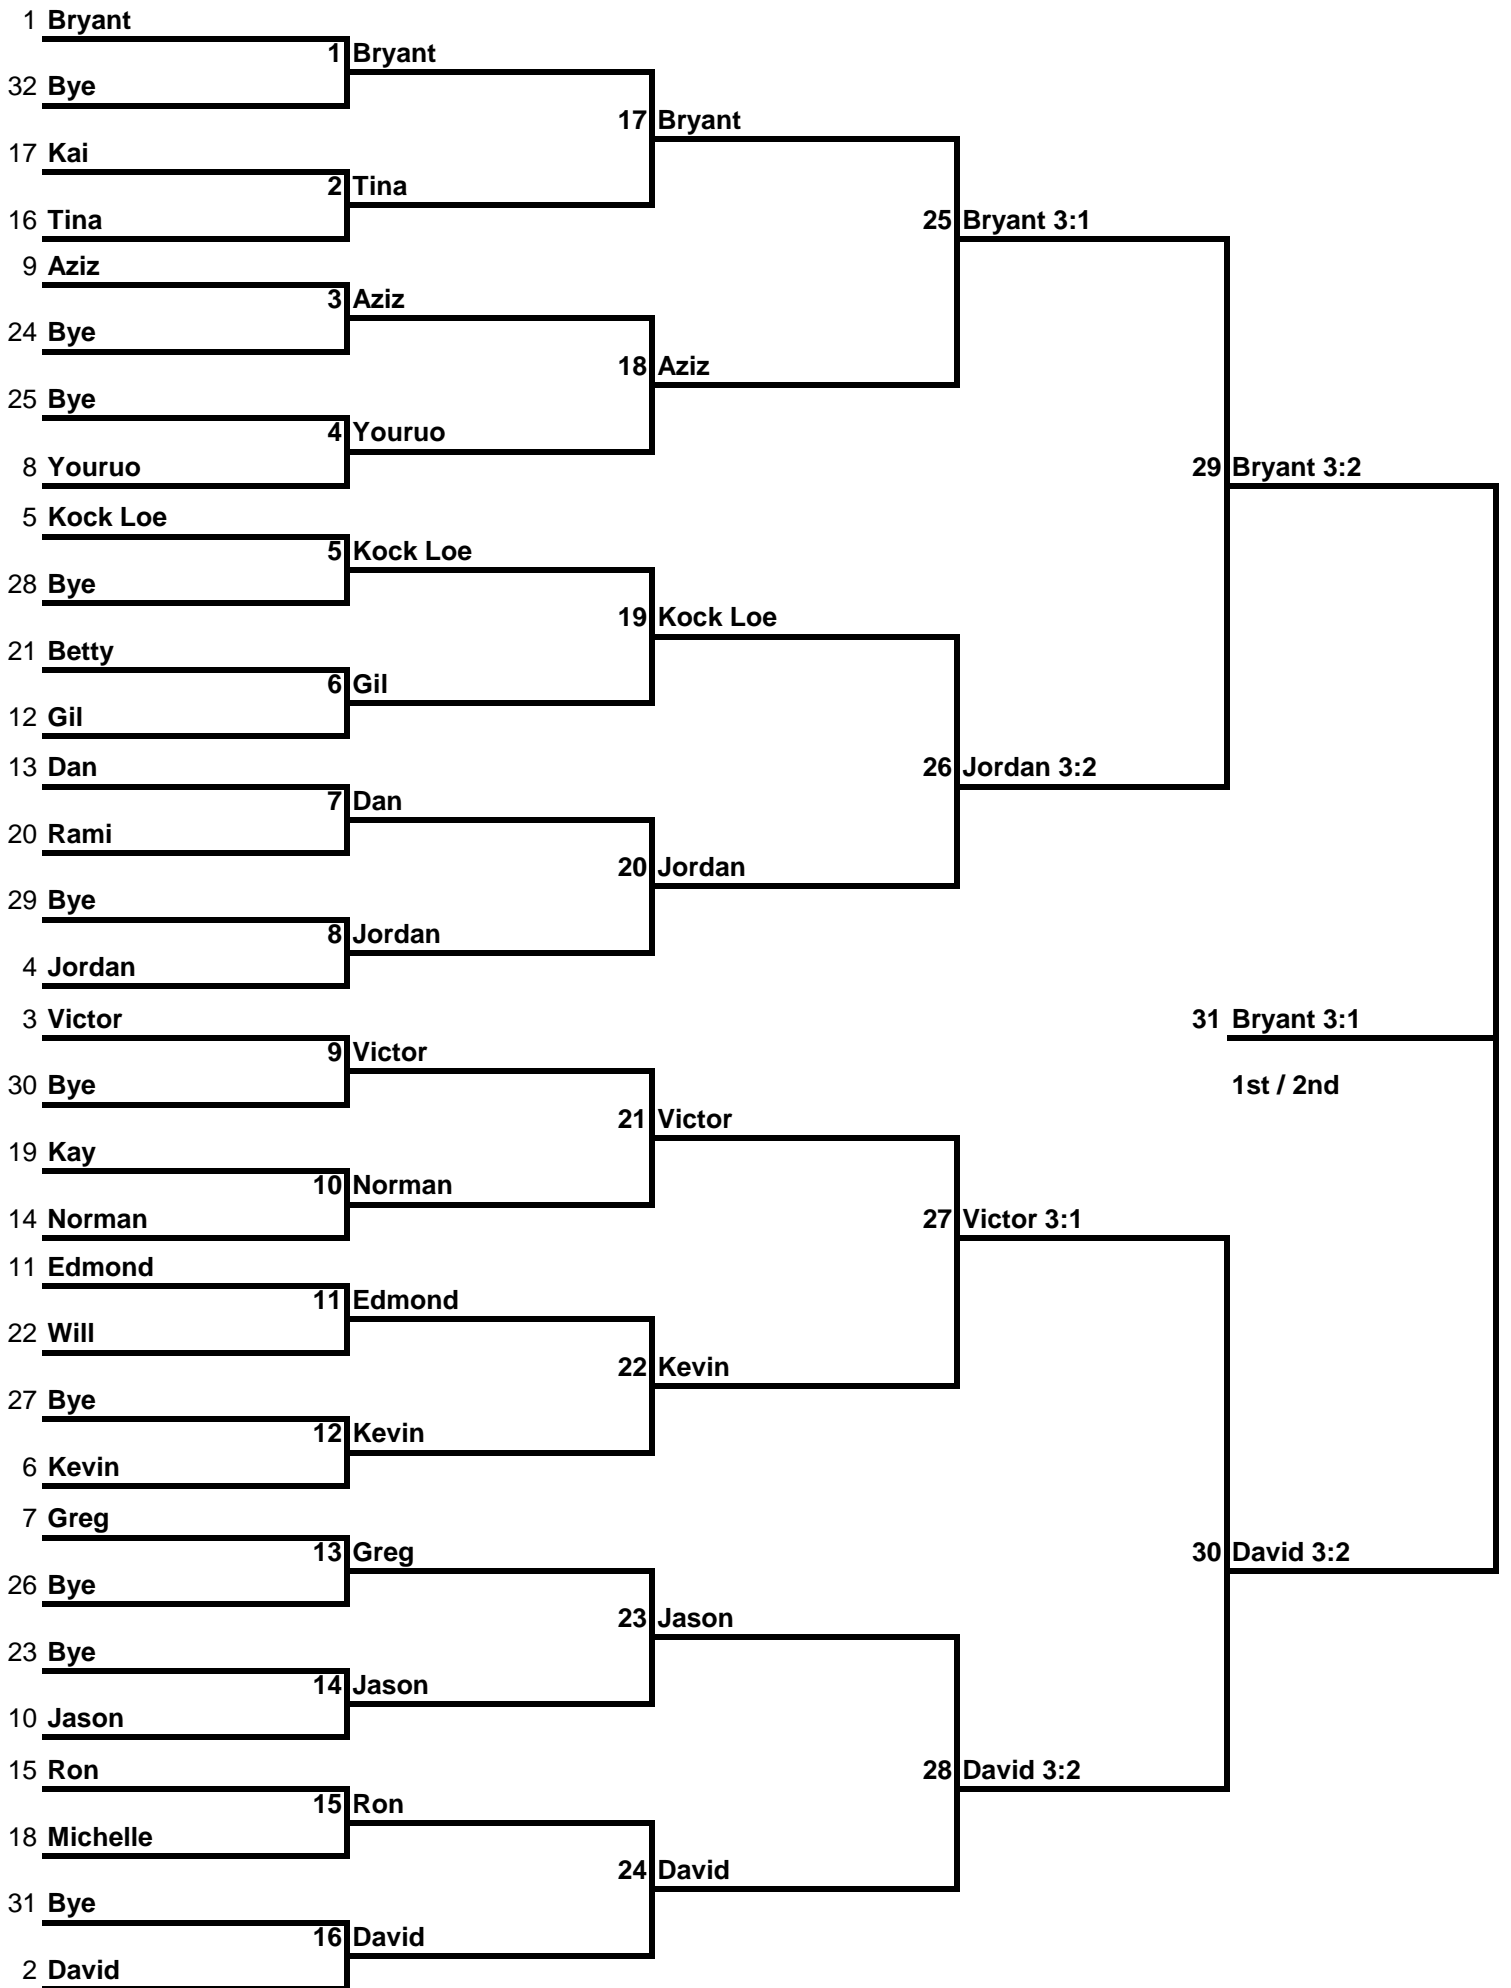 1 Bryant
1 Bryant
32 Bye
17 Bryant
17 Kai
2 Tina
16 Tina
25 Bryant 3:1
9 Aziz
3 Aziz
24 Bye
18 Aziz
25 Bye
4 Youruo
8 Youruo
29 Bryant 3:2
5 Kock Loe
5 Kock Loe
28 Bye
19 Kock Loe
21 Betty
6 Gil
12 Gil
13 Dan
26 Jordan 3:2
7 Dan
20 Rami
20 Jordan
29 Bye
8 Jordan
4 Jordan
3 Victor
31 Bryant 3:1
9 Victor
30 Bye
1st / 2nd
21 Victor
19 Kay
10 Norman
14 Norman
27 Victor 3:1
11 Edmond
11 Edmond
22 Will
22 Kevin
27 Bye
12 Kevin
6 Kevin
7 Greg
13 Greg
30 David 3:2
26 Bye
23 Jason
23 Bye
14 Jason
10 Jason
15 Ron
28 David 3:2
15 Ron
18 Michelle
24 David
31 Bye
16 David
2 David